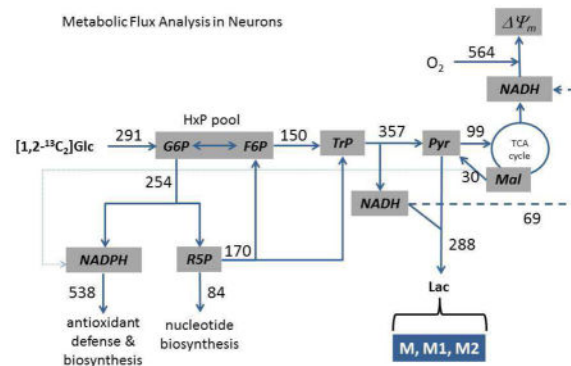 Metabolic Flux Analysis in Neurons
ΔΨm
O2
564
NADH
HxP pool
[1,2-¹³C₂]Glc
291
G6P
F6P
150
TrP
357
Pyr
99
TCA
cycle
30
Mal
254
NADH
69
NADPH
R5P
170
288
538
84
Lac
antioxidant
defense &
biosynthesis
nucleotide
biosynthesis
M, M1, M2